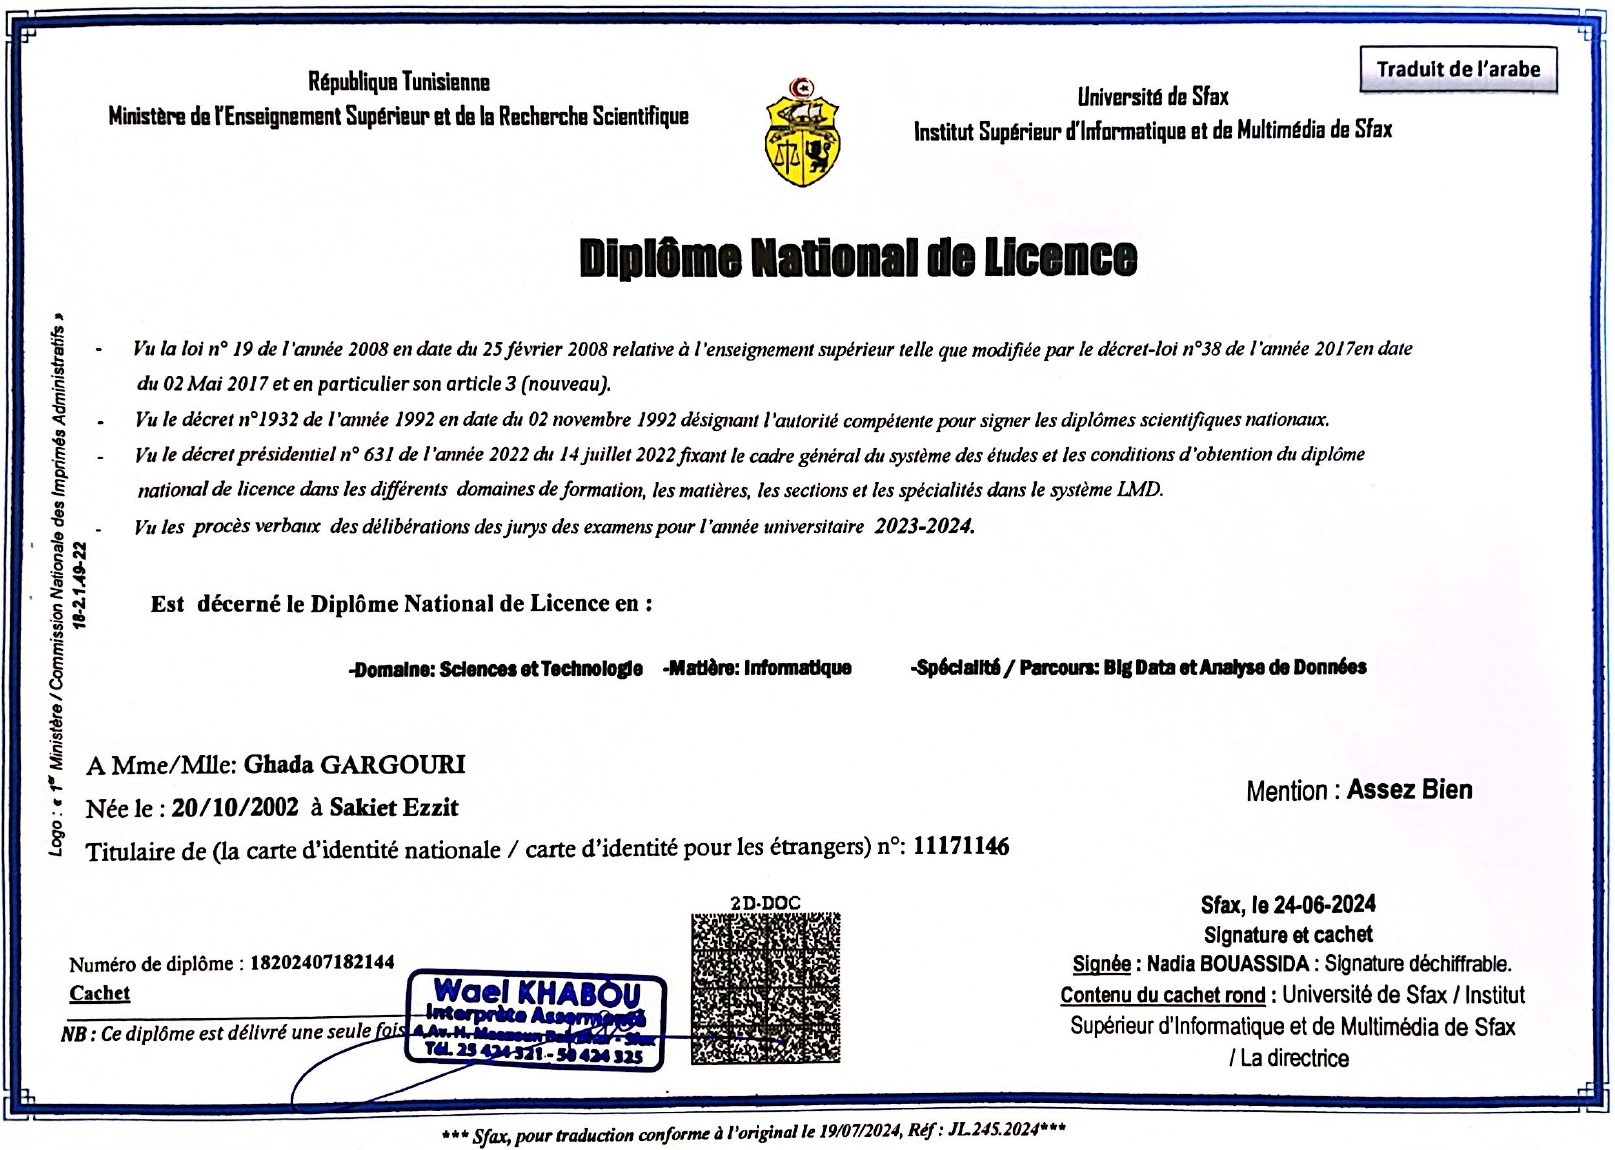 Traduit de l'arabe
République Tunisienne
Ministère de l'Enseignement Supérieur et de la Recherche Scientifique
Université de Sfax
Institut Supérieur d'Informatique et de Multimédia de Sfax
Diplôme National de Licence
- Vu la loi n° 19 de l'année 2008 en date du 25 février 2008 relative à l'enseignement supérieur telle que modifiée par le décret-loi n°38 de l'année 2017en date
du 02 Mai 2017 et en particulier son article 3 (nouveau).
- Vu le décret n°1932 de l'année 1992 en date du 02 novembre 1992 désignant l'autorité compétente pour signer les diplômes scientifiques nationaux.
- Vu le décret présidentiel n° 631 de l'année 2022 du 14 juillet 2022 fixant le cadre général du système des études et les conditions d'obtention du diplôme
national de licence dans les différents domaines de formation, les matières, les sections et les spécialités dans le système LMD.
- Vu les procès verbaux des délibérations des jurys des examens pour l'année universitaire 2023-2024.
Logo : « 1er Ministère / Commission Nationale des Imprimés Administratifs »
18-2.1.49-22
Est décerné le Diplôme National de Licence en :
-Domaine: Sciences et Technologie -Matière: Informatique -Spécialité / Parcours: Big Data et Analyse de Données
A Mme/Mlle: Ghada GARGOURI
Née le : 20/10/2002 à Sakiet Ezzit
Mention : Assez Bien
Titulaire de (la carte d'identité nationale / carte d'identité pour les étrangers) n°: 11171146
2D-DOC
Sfax, le 24-06-2024
Signature et cachet
Signée : Nadia BOUASSIDA : Signature déchiffrable.
Contenu du cachet rond : Université de Sfax / Institut
Supérieur d'Informatique et de Multimédia de Sfax
/ La directrice
Numéro de diplôme : 18202407182144
Cachet
NB : Ce diplôme est délivré une seule fois
Wael KHABOU
Interprète Assermenté
4 Av. H. - Sfax
Tél. 25 424 321 - 50 424 325
*** Sfax, pour traduction conforme à l'original le 19/07/2024, Réf : JL.245.2024***